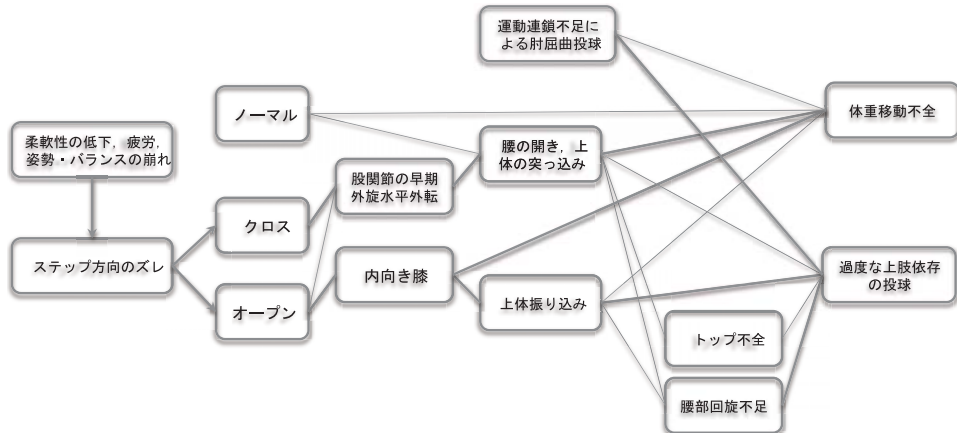 運動連鎖不足に
よる肘屈曲投球
ノーマル
体重移動不全
柔軟性の低下，疲労，
姿勢・バランスの崩れ
腰の開き，上
体の突っ込み
股関節の早期
外旋水平外転
クロス
ステップ方向のズレ
内向き膝
過度な上肢依存
の投球
オープン
上体振り込み
トップ不全
腰部回旋不足